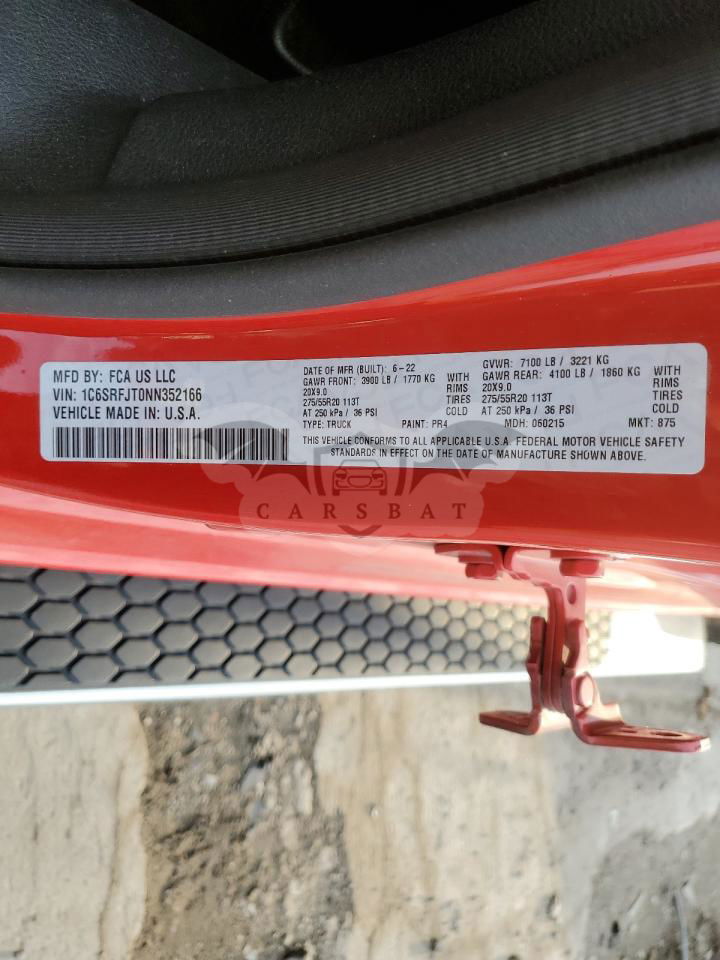 MFD BY: FCA US LLC
VIN: 1C6SRFJT0NN352166
VEHICLE MADE IN U.S.A.
DATE OF MFR (BUILT): 6-22
GAWR FRONT: 3900 LB / 1770 KG WITH
20X9.0 RIMS
275/55R20 113T TIRES
AT 250 kPa / 36 PSI COLD
GVWR: 7100 LB / 3221 KG
GAWR REAR: 4100 LB / 1860 KG WITH
20X9.0 RIMS
275/55R20 113T TIRES
AT 250 kPa / 36 PSI COLD
TYPE: TRUCK PAINT: PR4 MDH: 060215 MKT: 875
THIS VEHICLE CONFORMS TO ALL APPLICABLE U.S.A. FEDERAL MOTOR VEHICLE SAFETY
STANDARDS IN EFFECT ON THE DATE OF MANUFACTURE SHOWN ABOVE.
CARSBAT